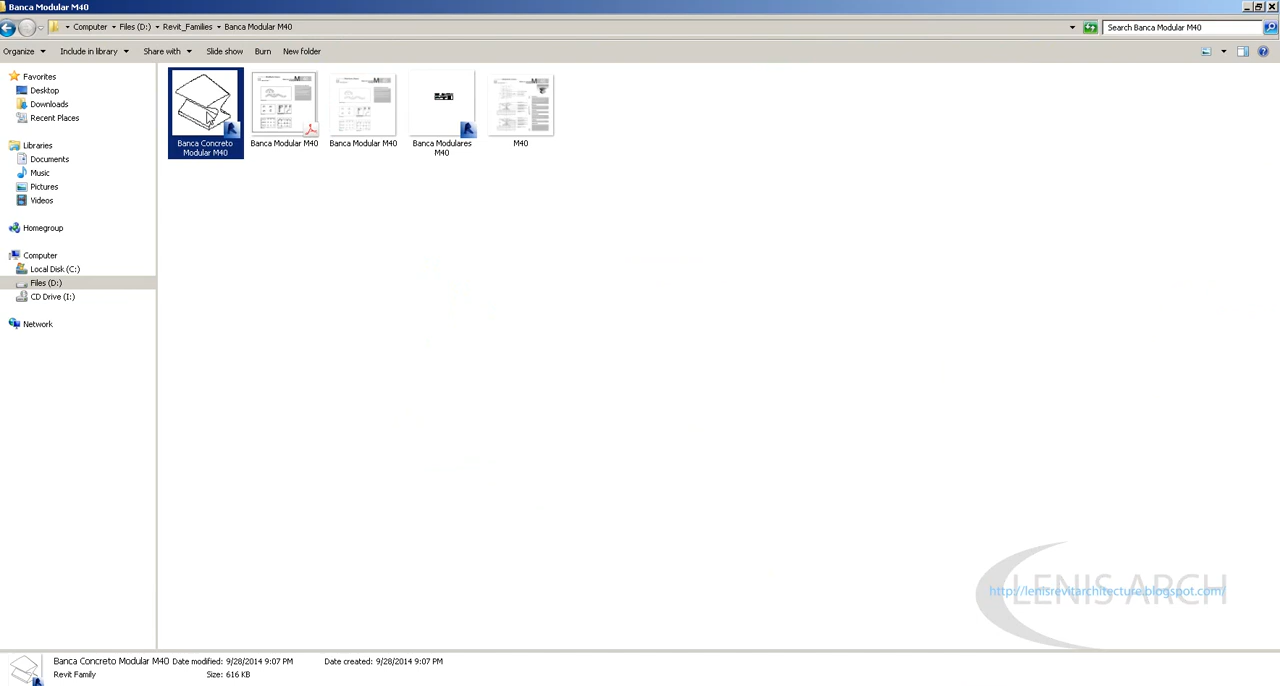 Banca Modular M40
Computer Files (D:) Revit_Families Banca Modular M40
Search Banca Modular M40
Organize Include in library Share with Slide show Burn New folder
Favorites
Desktop
Downloads
Recent Places
Libraries
Documents
Music
Pictures
Videos
Homegroup
Computer
Local Disk (C:)
Files (D:)
CD Drive (I:)
Network
Banca Concreto
Modular M40
Banca Modular M40
Banca Modular M40
Banca Modulares
M40
M40
LENIS ARCH
http://lenisrevitarchitecture.blogspot.com/
Banca Concreto Modular M40 Date modified: 9/28/2014 9:07 PM Date created: 9/28/2014 9:07 PM
Revit Family Size: 616 KB